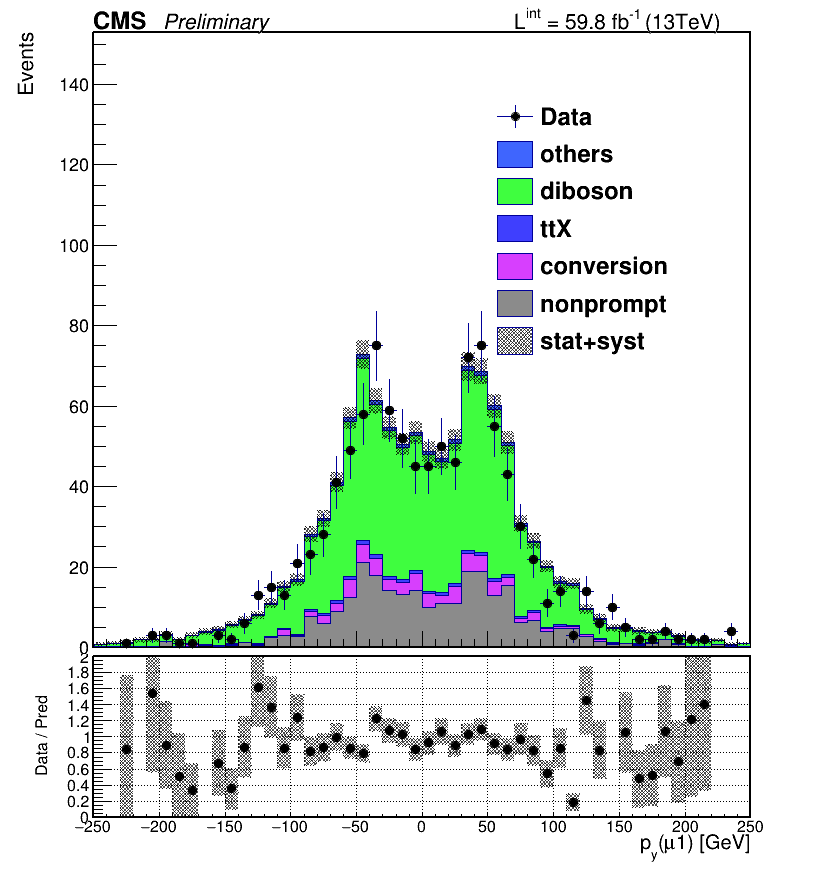 CMS Preliminary L^int = 59.8 fb^-1 (13TeV)
Events
140
120
100
80
60
40
20
0
Data
others
diboson
ttX
conversion
nonprompt
stat+syst
Data / Pred
2
1.8
1.6
1.4
1.2
1
0.8
0.6
0.4
0.2
0
−250 −200 −150 −100 −50 0 50 100 150 200 250
p_y(μ1) [GeV]